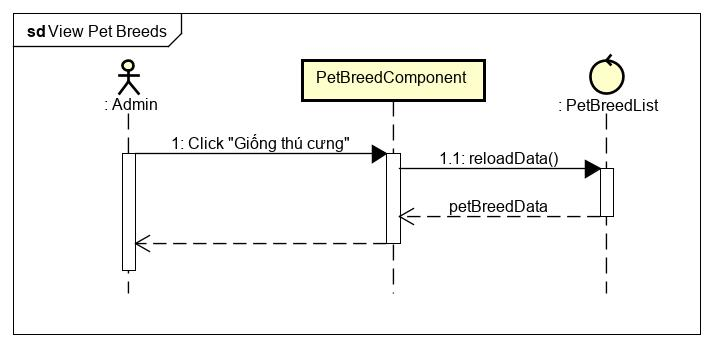 sd View Pet Breeds
: Admin
PetBreedComponent
: PetBreedList
1: Click "Giống thú cưng"
1.1: reloadData()
petBreedData